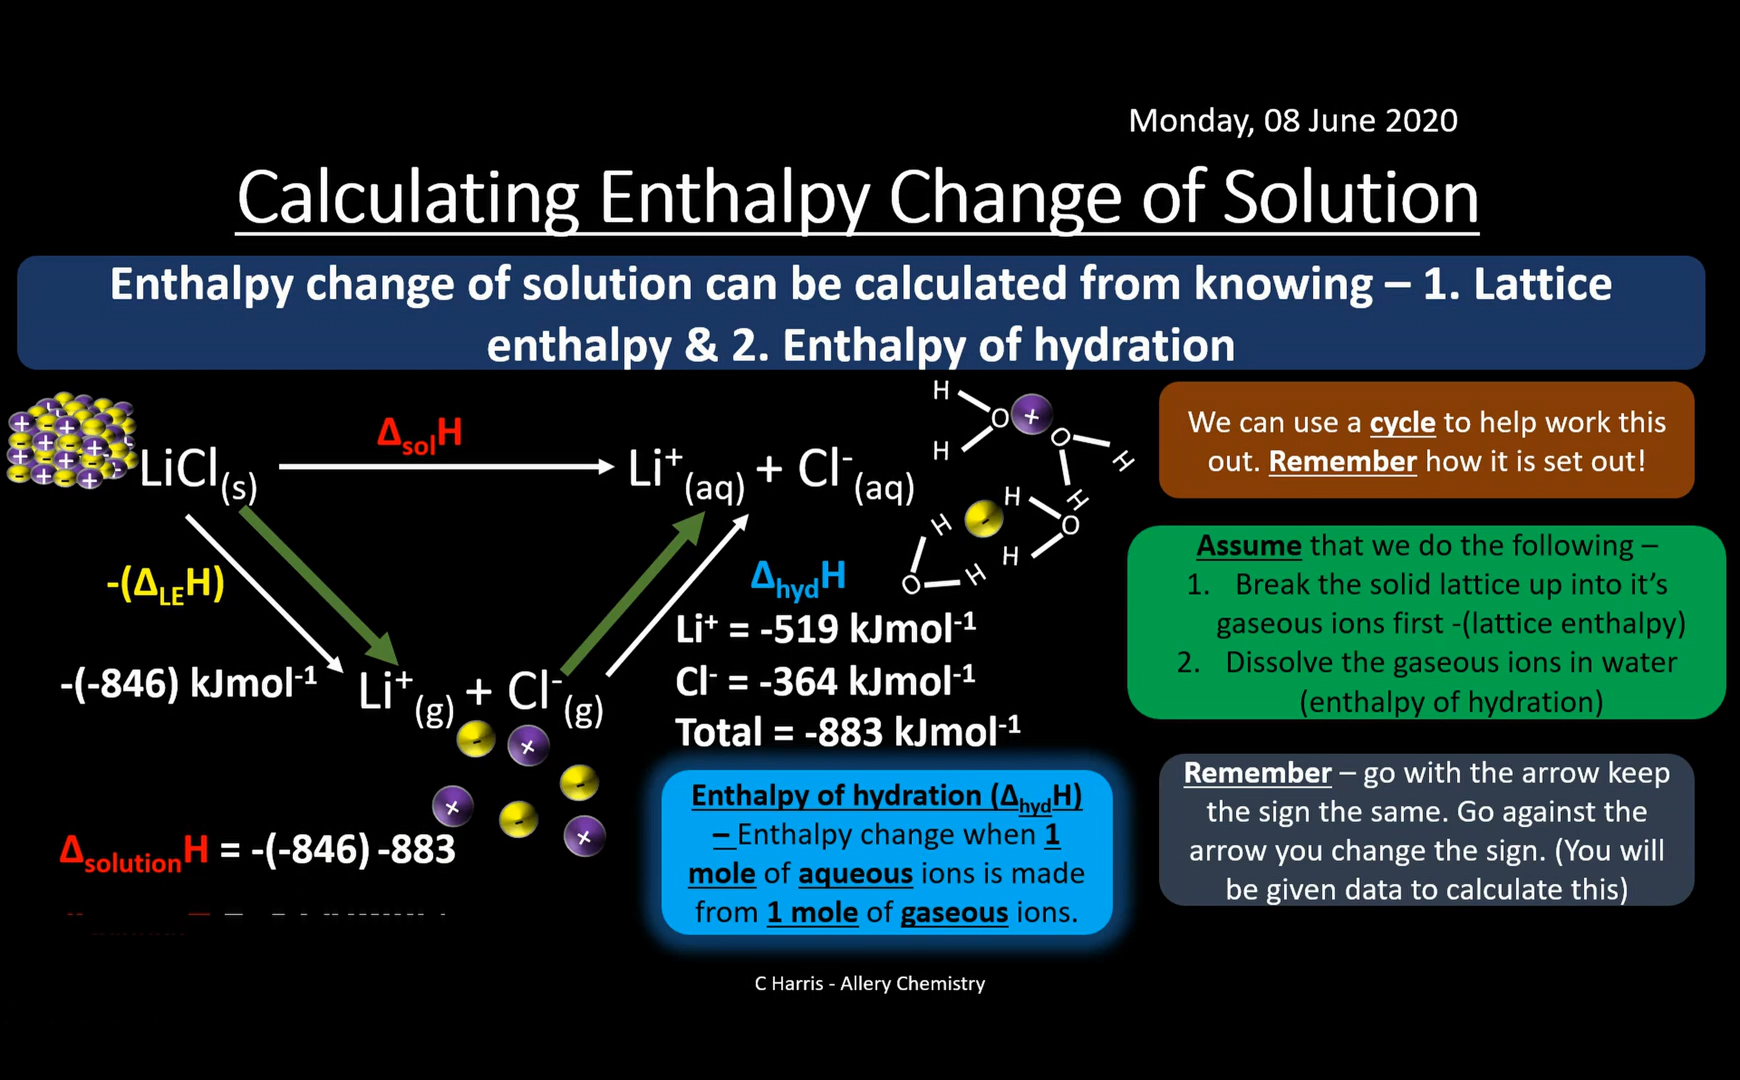 Monday, 08 June 2020
Calculating Enthalpy Change of Solution
Enthalpy change of solution can be calculated from knowing – 1. Lattice
enthalpy & 2. Enthalpy of hydration
LiCl(s)
ΔsolH
Li⁺(aq) + Cl⁻(aq)
-(ΔLEH)
-(-846) kJmol⁻¹
Li⁺(g) + Cl⁻(g)
ΔhydH
Li⁺ = -519 kJmol⁻¹
Cl⁻ = -364 kJmol⁻¹
Total = -883 kJmol⁻¹
H
H
O
+
O
H
H
-
H
H
O
H
O
H
ΔsolutionH = -(-846) -883
Enthalpy of hydration (ΔhydH)
– Enthalpy change when 1
mole of aqueous ions is made
from 1 mole of gaseous ions.
We can use a cycle to help work this
out. Remember how it is set out!
Assume that we do the following –
1. Break the solid lattice up into it's
gaseous ions first -(lattice enthalpy)
2. Dissolve the gaseous ions in water
(enthalpy of hydration)
Remember – go with the arrow keep
the sign the same. Go against the
arrow you change the sign. (You will
be given data to calculate this)
C Harris - Allery Chemistry